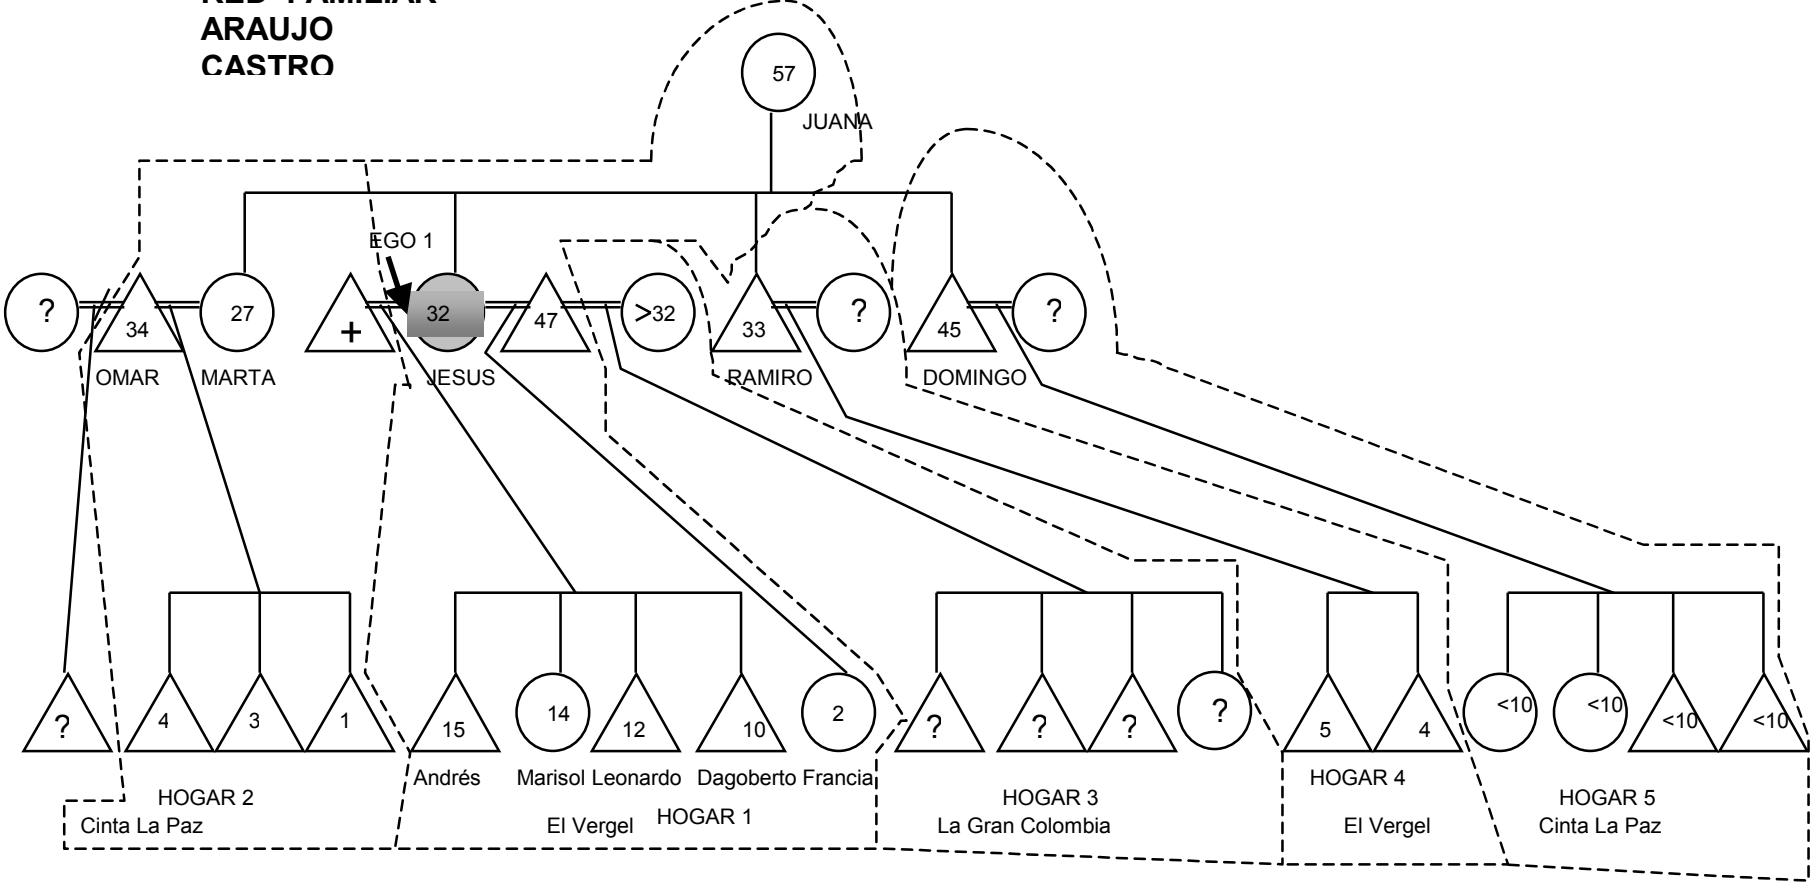 RED FAMILIAR
ARAUJO
CASTRO
57
JUANA
EGO 1
? 34 27 + 32 47 >32 33 ? 45 ?
OMAR MARTA JESUS RAMIRO DOMINGO
? 4 3 1 15 14 12 10 2 ? ? ? ? 5 4 <10 <10 <10 <10
Andrés Marisol Leonardo Dagoberto Francia HOGAR 4
HOGAR 2 HOGAR 1 HOGAR 3 HOGAR 5
Cinta La Paz El Vergel La Gran Colombia El Vergel Cinta La Paz